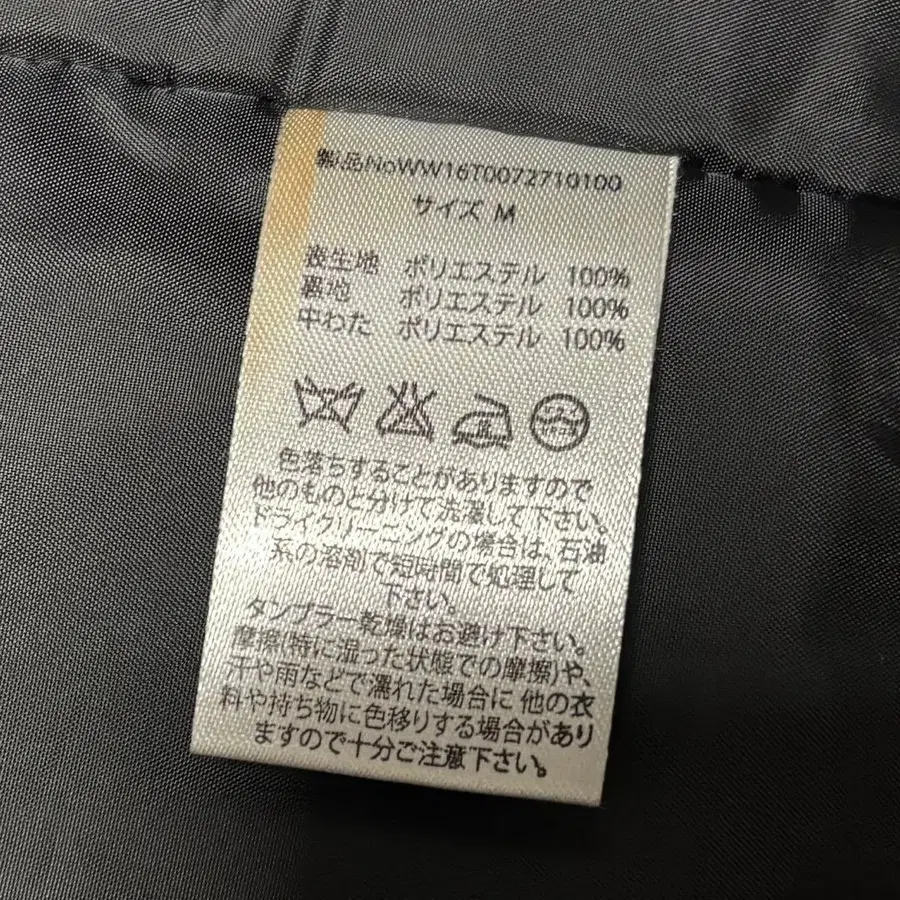 製品NoWW16T0072710100
サイズ M
表生地 ポリエステル 100%
裏地 ポリエステル 100%
中わた ポリエステル 100%
色落ちすることがありますので
他のものと分けて洗濯して下さい。
ドライクリーニングの場合は、石油
系の溶剤で短時間で処理して
下さい。
タンブラー乾燥はお避け下さい。
摩擦(特に湿った状態での摩擦)や、
汗や雨などで濡れた場合に 他の衣
料や持ち物に色移りする場合があり
ますので十分ご注意下さい。